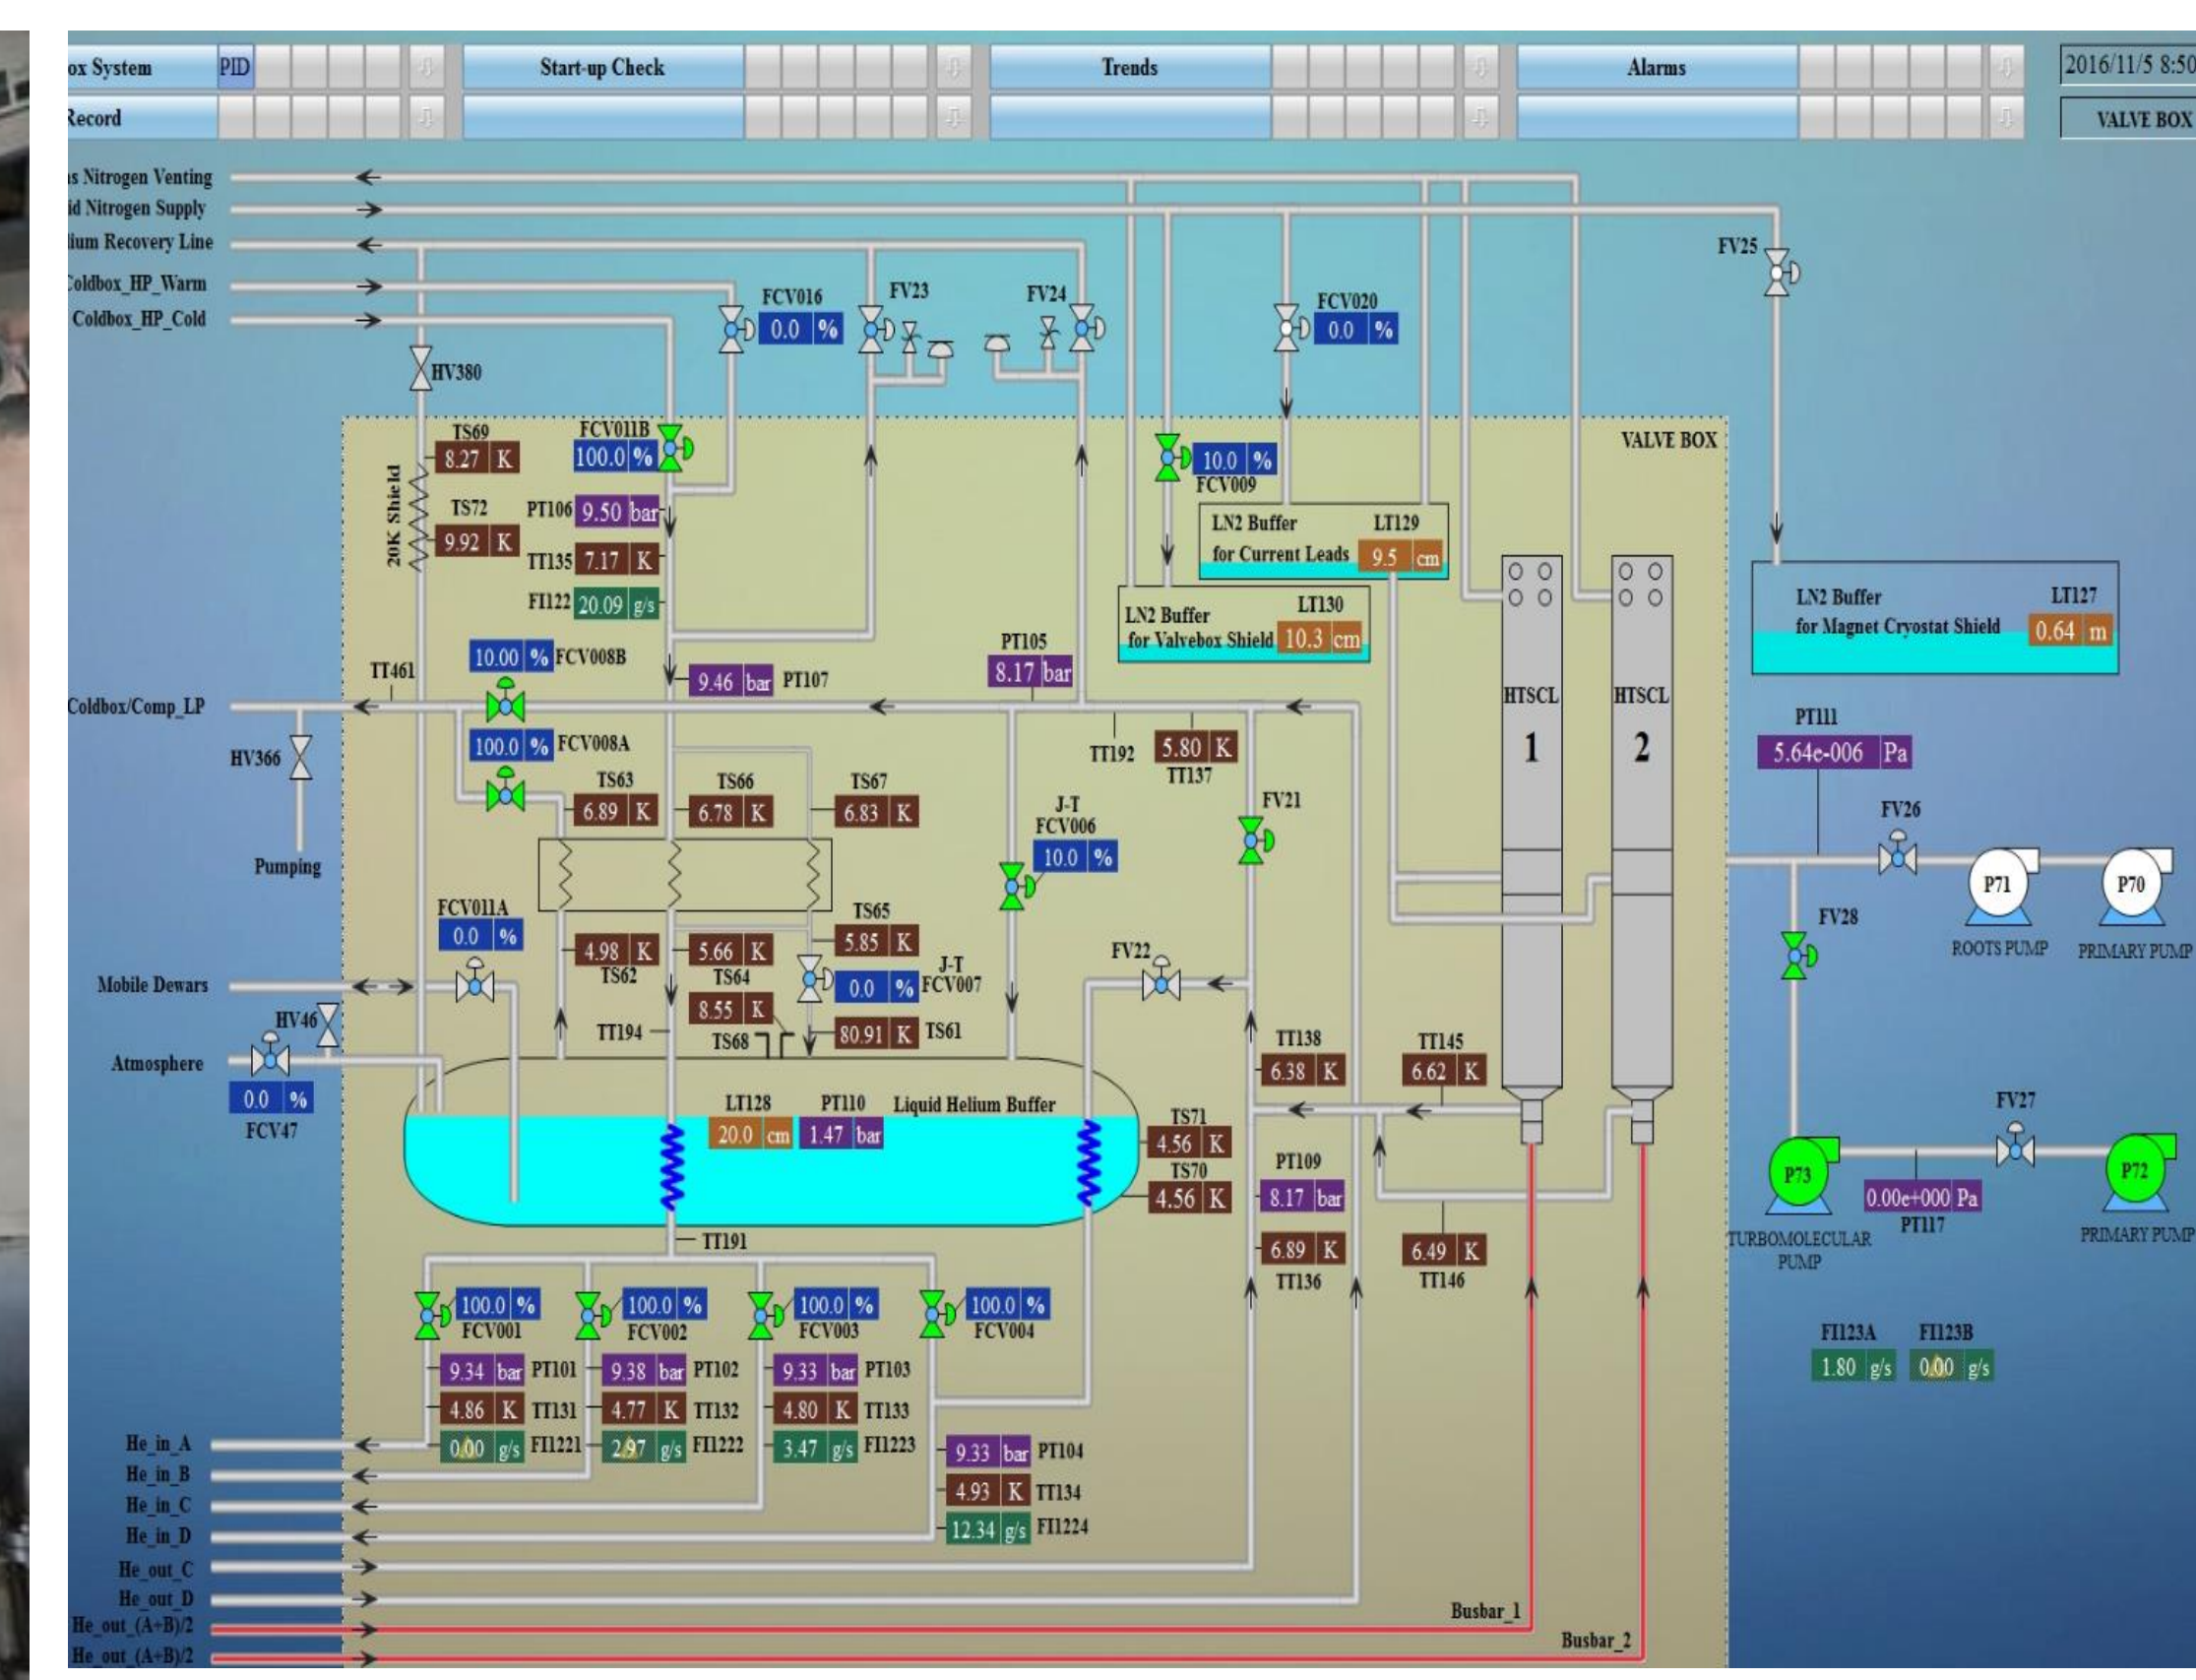 ox System PID
Start-up Check
Trends
Alarms
2016/11/5 8:50
Record
VALVE BOX
as Nitrogen Venting
id Nitrogen Supply
lium Recovery Line
Coldbox_HP_Warm
Coldbox_HP_Cold
FV25
FCV016
0.0 %
FV23
FV24
FCV020
0.0 %
HV380
VALVE BOX
20K Shield
TS69
8.27 K
TS72
9.92 K
FCV011B
100.0 %
PT106 9.50 bar
TT135 7.17 K
FI122 20.09 g/s
10.0 %
FCV009
LN2 Buffer
for Current Leads
LT129
9.5 cm
LN2 Buffer
for Valvebox Shield
LT130
10.3 cm
LN2 Buffer
for Magnet Cryostat Shield
LT127
0.64 m
10.00 % FCV008B
TT461
9.46 bar PT107
PT105
8.17 bar
Coldbox/Comp_LP
100.0 % FCV008A
HV366
Pumping
TT192
5.80 K
TT137
HTSCL
1
HTSCL
2
PT111
5.64e-006 Pa
TS63
6.89 K
TS66
6.78 K
TS67
6.83 K
J-T
FCV006
10.0 %
FV21
FV26
P71
ROOTS PUMP
P70
PRIMARY PUMP
FV28
FCV011A
0.0 %
4.98 K
TS62
5.66 K
TS64
TS65
5.85 K
J-T
0.0 % FCV007
FV22
8.55 K
TS68
80.91 K TS61
TT194
Mobile Dewars
HV46
Atmosphere
0.0 %
FCV47
TT138
6.38 K
TT145
6.62 K
LT128
20.0 cm
PT110
1.47 bar
Liquid Helium Buffer
TS71
4.56 K
TS70
4.56 K
PT109
8.17 bar
6.89 K
TT136
6.49 K
TT146
FV27
P73
TURBOMOLECULAR
PUMP
0.00e+000 Pa
PT117
P72
PRIMARY PUMP
TT191
100.0 %
FCV001
100.0 %
FCV002
100.0 %
FCV003
100.0 %
FCV004
FI123A
1.80 g/s
FI123B
0.00 g/s
9.34 bar PT101
4.86 K TT131
0.00 g/s FI1221
9.38 bar PT102
4.77 K TT132
2.97 g/s FI1222
9.33 bar PT103
4.80 K TT133
3.47 g/s FI1223
9.33 bar PT104
4.93 K TT134
12.34 g/s FI1224
He_in_A
He_in_B
He_in_C
He_in_D
He_out_C
He_out_D
He_out_(A+B)/2
He_out_(A+B)/2
Busbar_1
Busbar_2